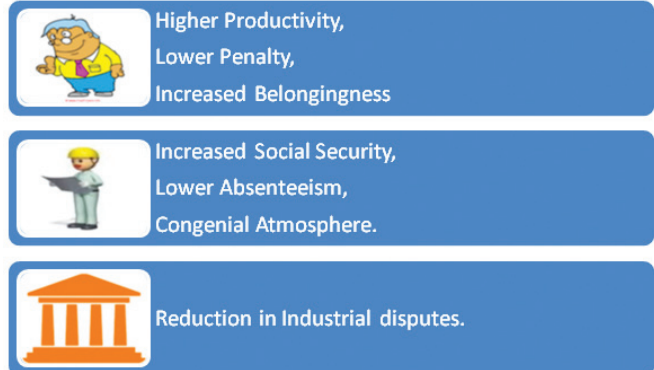 Higher Productivity,
Lower Penalty,
Increased Belongingness
Increased Social Security,
Lower Absenteeism,
Congenial Atmosphere.
Reduction in Industrial disputes.